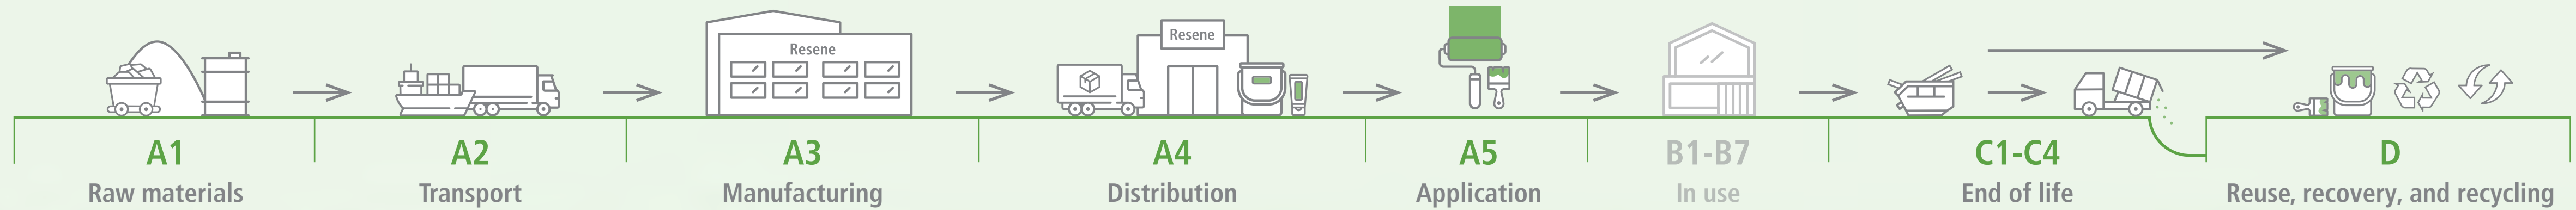 Resene
Resene
A1
A2
A3
A4
A5
B1-B7
C1-C4
D
Raw materials
Transport
Manufacturing
Distribution
Application
In use
End of life
Reuse, recovery, and recycling